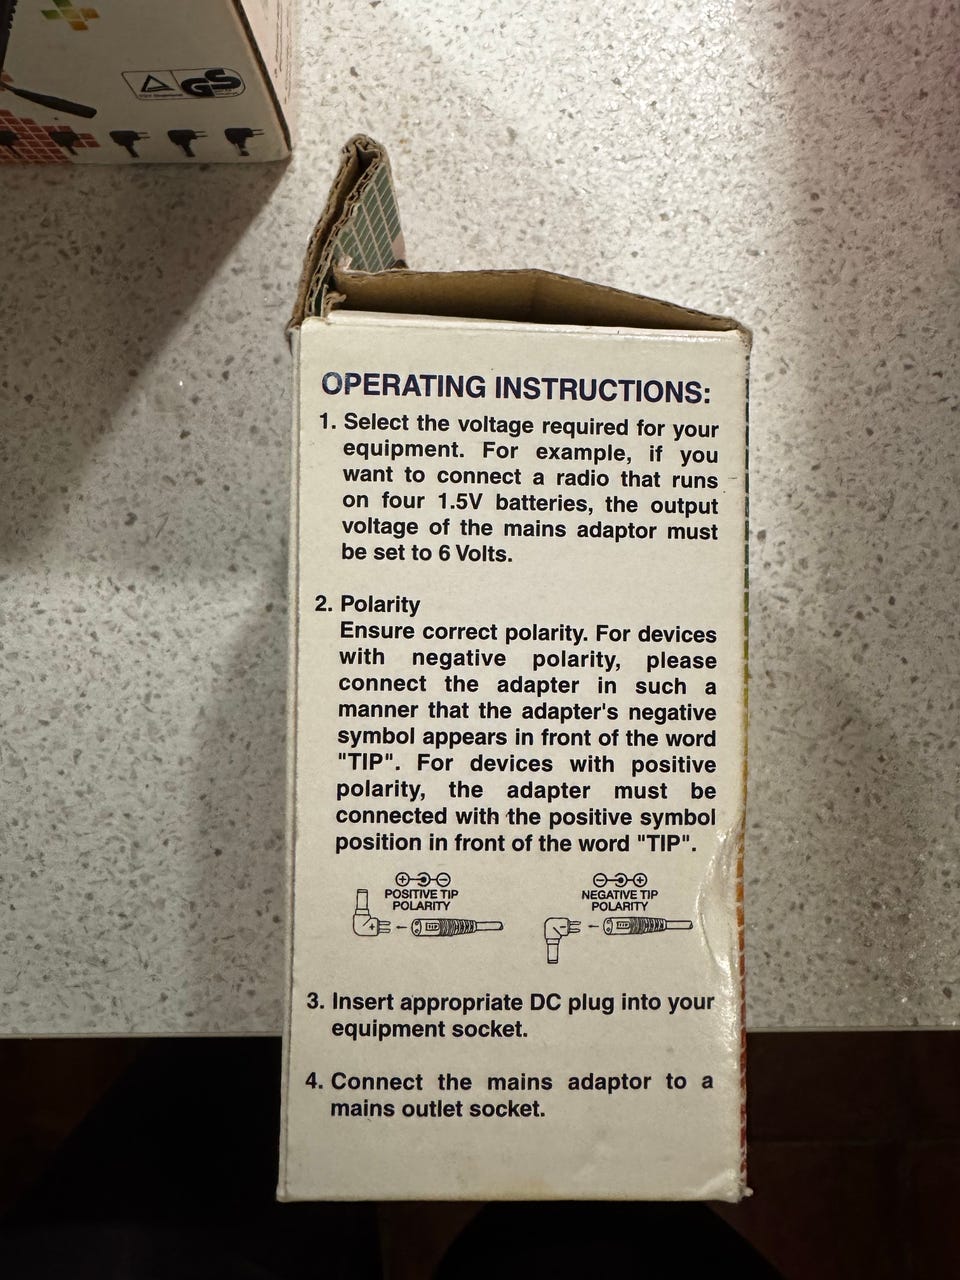 GS
OPERATING INSTRUCTIONS:
1. Select the voltage required for your
equipment. For example, if you
want to connect a radio that runs
on four 1.5V batteries, the output
voltage of the mains adaptor must
be set to 6 Volts.
2. Polarity
Ensure correct polarity. For devices
with negative polarity, please
connect the adapter in such a
manner that the adapter's negative
symbol appears in front of the word
"TIP". For devices with positive
polarity, the adapter must be
connected with the positive symbol
position in front of the word "TIP".
POSITIVE TIP
POLARITY
+ TIP
NEGATIVE TIP
POLARITY
- TIP
3. Insert appropriate DC plug into your
equipment socket.
4. Connect the mains adaptor to a
mains outlet socket.